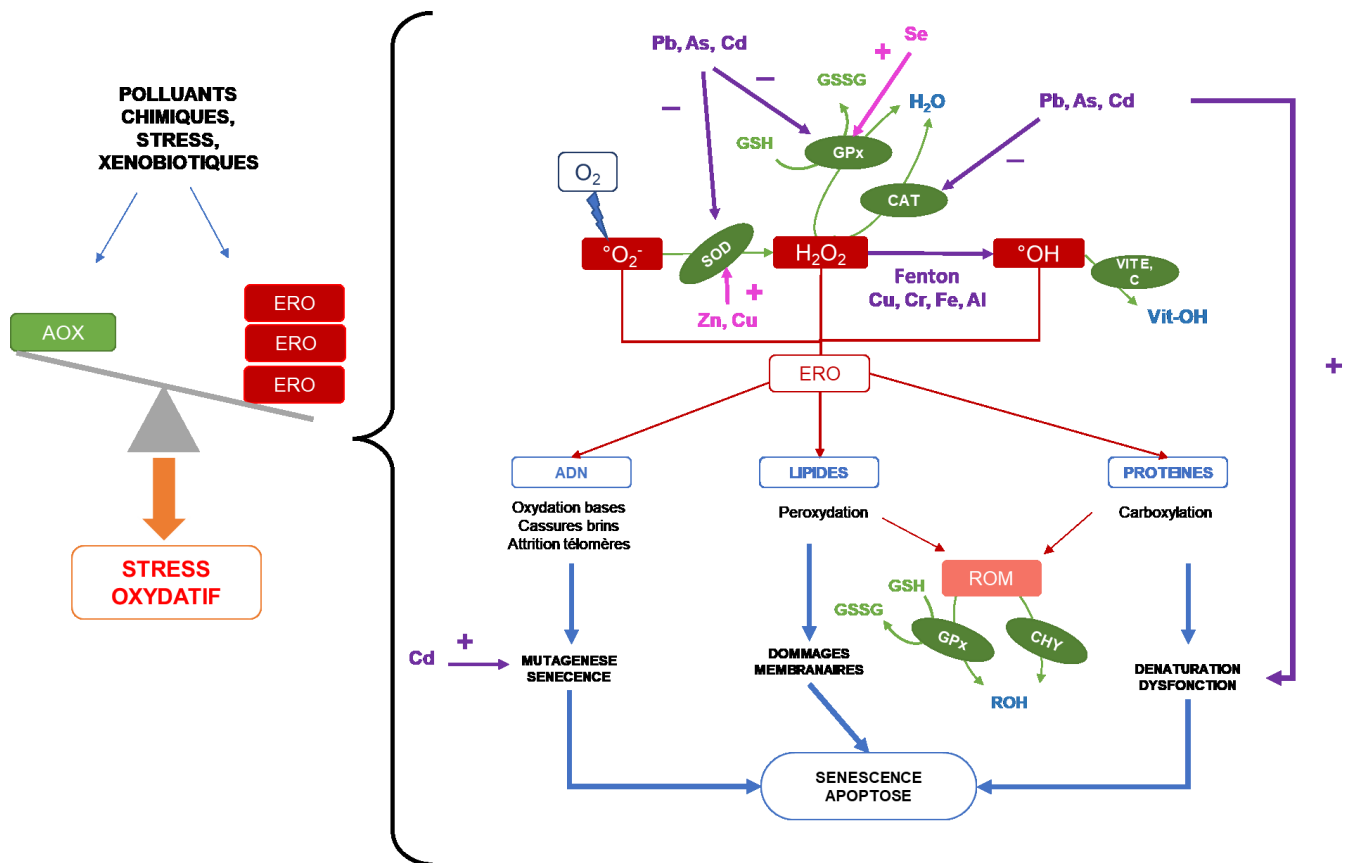 POLLUANTS
CHIMIQUES,
STRESS,
XENOBIOTIQUES
AOX
ERO
ERO
ERO
STRESS
OXYDATIF
Pb, As, Cd
Se
+
–
–
GSSG
H₂O
Pb, As, Cd
GSH
GPx
–
O₂
CAT
°O₂⁻
SOD
H₂O₂
°OH
Fenton
Cu, Cr, Fe, Al
VIT E,
C
+
Zn, Cu
Vit-OH
+
ERO
ADN
LIPIDES
PROTEINES
Oxydation bases
Cassures brins
Attrition télomères
Peroxydation
Carboxylation
ROM
GSH
GSSG
GPx
CHY
+
Cd
MUTAGENESE
SENECENCE
DOMMAGES
MEMBRANAIRES
DENATURATION
DYSFONCTION
ROH
SENESCENCE
APOPTOSE